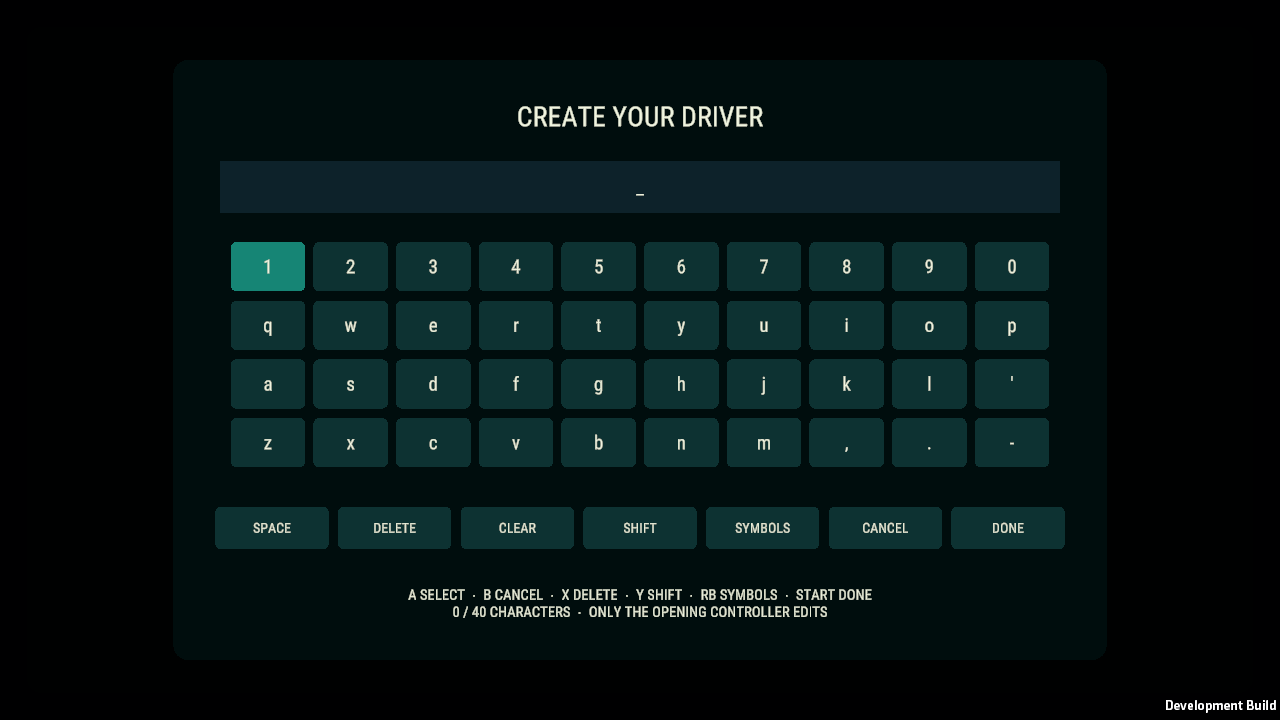 CREATE YOUR DRIVER
_
1 2 3 4 5 6 7 8 9 0
q w e r t y u i o p
a s d f g h j k l '
z x c v b n m , . -
SPACE DELETE CLEAR SHIFT SYMBOLS CANCEL DONE
A SELECT · B CANCEL · X DELETE · Y SHIFT · RB SYMBOLS · START DONE
0 / 40 CHARACTERS · ONLY THE OPENING CONTROLLER EDITS
Development Build